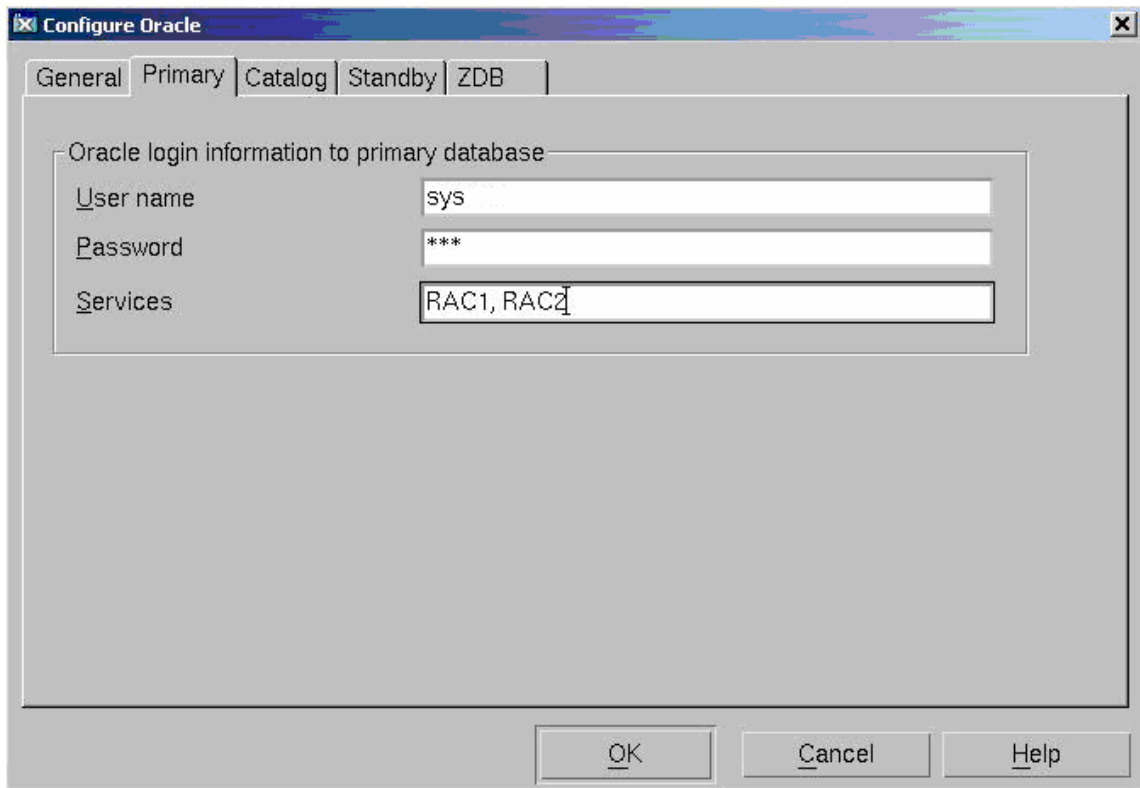 Configure Oracle
General Primary Catalog Standby ZDB
Oracle login information to primary database
User name sys
Password ***
Services RAC1, RAC2
OK Cancel Help